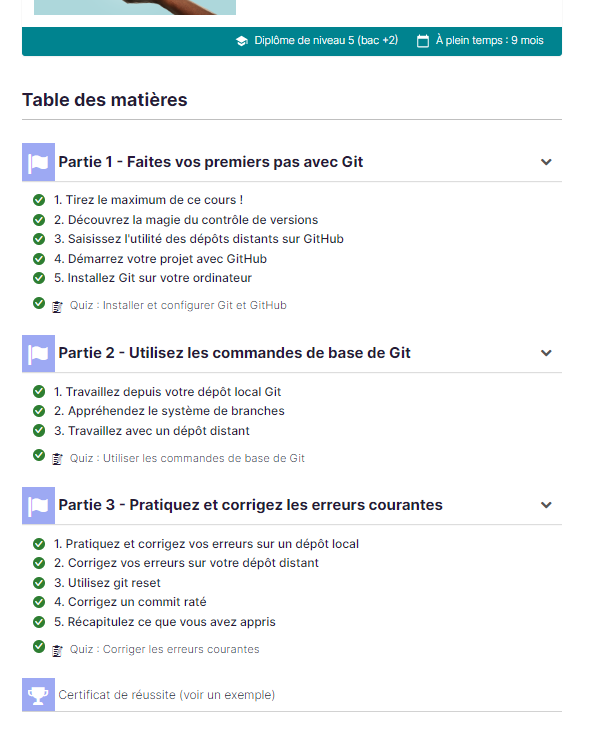 Diplôme de niveau 5 (bac +2) À plein temps : 9 mois
Table des matières
Partie 1 - Faites vos premiers pas avec Git
1. Tirez le maximum de ce cours !
2. Découvrez la magie du contrôle de versions
3. Saisissez l'utilité des dépôts distants sur GitHub
4. Démarrez votre projet avec GitHub
5. Installez Git sur votre ordinateur
Quiz : Installer et configurer Git et GitHub
Partie 2 - Utilisez les commandes de base de Git
1. Travaillez depuis votre dépôt local Git
2. Appréhendez le système de branches
3. Travaillez avec un dépôt distant
Quiz : Utiliser les commandes de base de Git
Partie 3 - Pratiquez et corrigez les erreurs courantes
1. Pratiquez et corrigez vos erreurs sur un dépôt local
2. Corrigez vos erreurs sur votre dépôt distant
3. Utilisez git reset
4. Corrigez un commit raté
5. Récapitulez ce que vous avez appris
Quiz : Corriger les erreurs courantes
Certificat de réussite (voir un exemple)